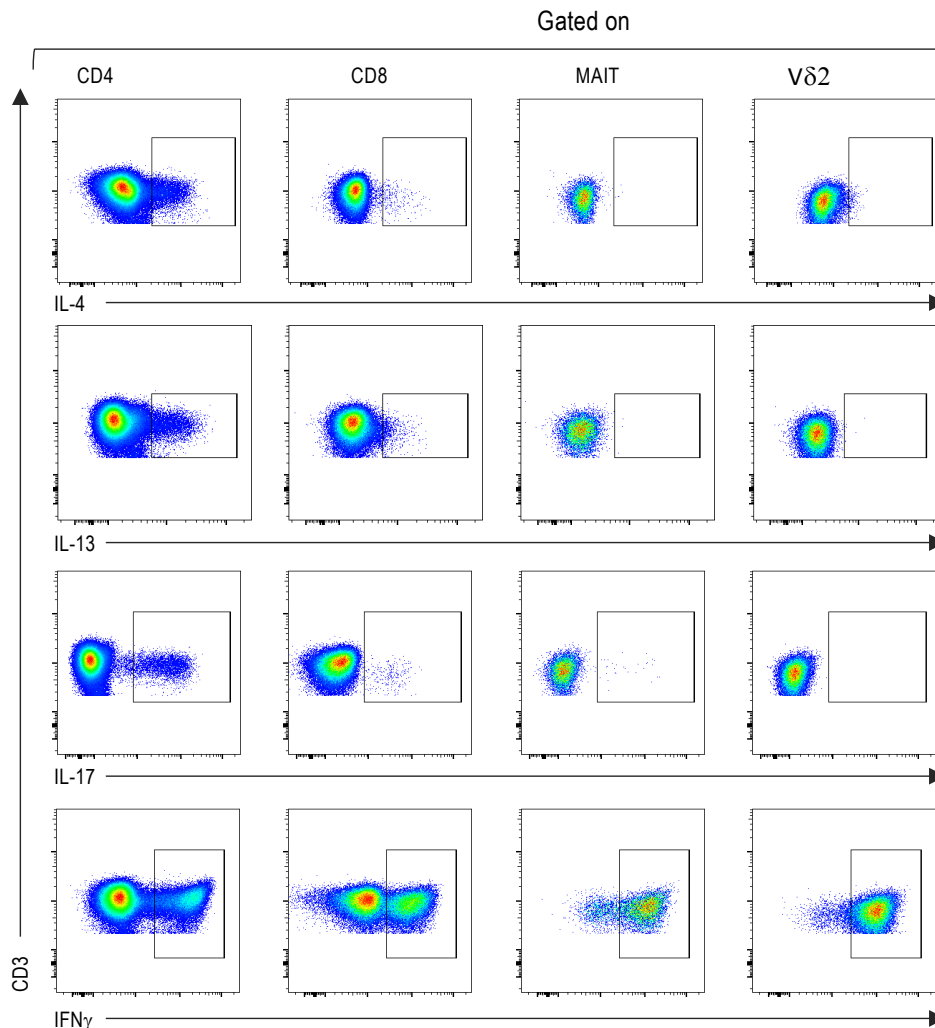 Gated on
CD4 CD8 MAIT Vδ2
IL-4
IL-13
IL-17
CD3
IFNγ